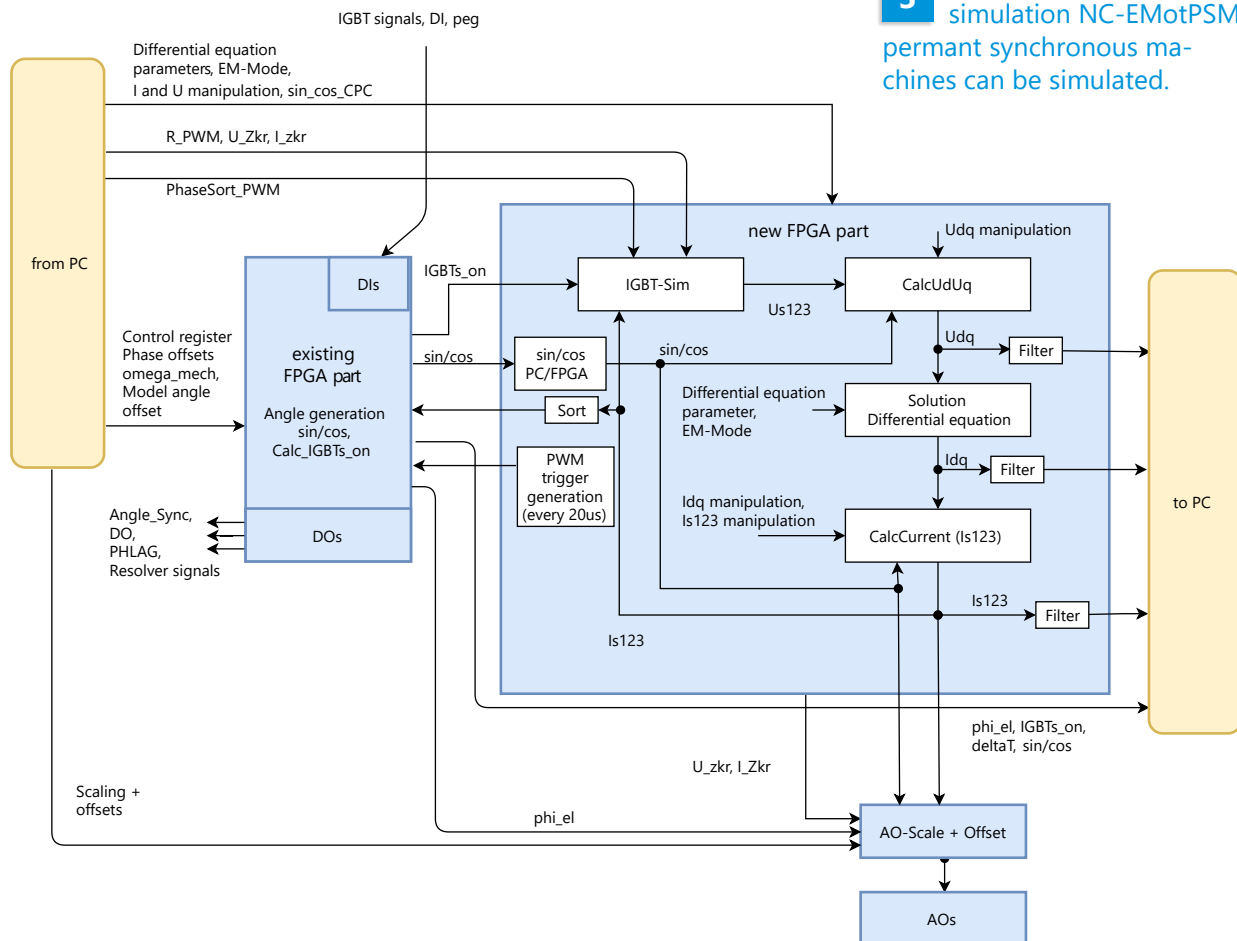 3
simulation NC-EMotPSM
permant synchronous ma-
chines can be simulated.
IGBT signals, DI, peg
Differential equation
parameters, EM-Mode,
I and U manipulation, sin_cos_CPC
R_PWM, U_Zkr, I_zkr
PhaseSort_PWM
from PC
new FPGA part
Udq manipulation
DIs
IGBTs_on
IGBT-Sim
CalcUdUq
Us123
Control register
Phase offsets
omega_mech,
Model angle
offset
existing
FPGA part
sin/cos
sin/cos
PC/FPGA
sin/cos
Udq
Filter
Angle generation
sin/cos,
Calc_IGBTs_on
Sort
Differential equation
parameter,
EM-Mode
Solution
Differential equation
PWM
trigger
generation
(every 20us)
Idq
Filter
Idq manipulation,
Is123 manipulation
to PC
Angle_Sync,
DO,
PHLAG,
Resolver signals
DOs
CalcCurrent (Is123)
Is123
Filter
Is123
phi_el, IGBTs_on,
deltaT, sin/cos
U_zkr, I_Zkr
Scaling +
offsets
phi_el
AO-Scale + Offset
AOs